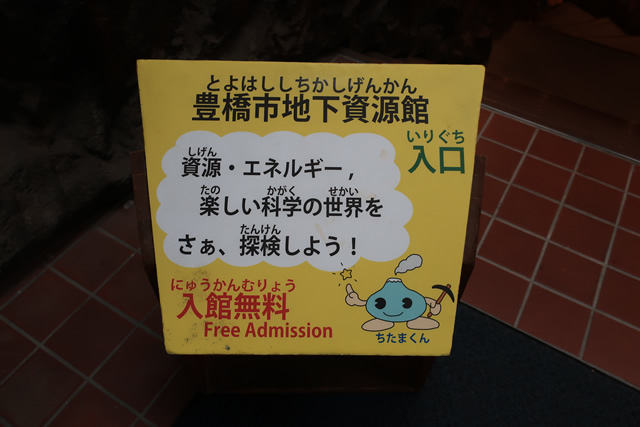 とよはししちかしげんかん
豊橋市地下資源館
いりぐち
入口
しげん
資源・エネルギー,
たの かがく せかい
楽しい科学の世界を
たんけん
さぁ、探検しよう！
にゅうかんむりょう
入館無料
Free Admission
ちたまくん